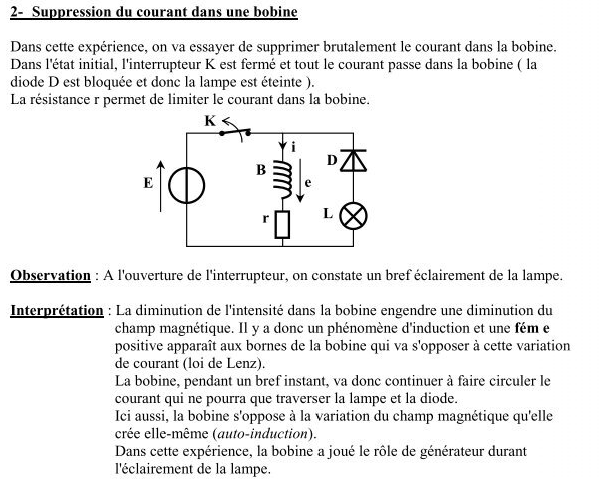 2- Suppression du courant dans une bobine
Dans cette expérience, on va essayer de supprimer brutalement le courant dans la bobine.
Dans l'état initial, l'interrupteur K est fermé et tout le courant passe dans la bobine ( la
diode D est bloquée et donc la lampe est éteinte ).
La résistance r permet de limiter le courant dans la bobine.
K
i
B
D
E
e
r
L
Observation : A l'ouverture de l'interrupteur, on constate un bref éclairement de la lampe.
Interprétation : La diminution de l'intensité dans la bobine engendre une diminution du
champ magnétique. Il y a donc un phénomène d'induction et une fém e
positive apparaît aux bornes de la bobine qui va s'opposer à cette variation
de courant (loi de Lenz).
La bobine, pendant un bref instant, va donc continuer à faire circuler le
courant qui ne pourra que traverser la lampe et la diode.
Ici aussi, la bobine s'oppose à la variation du champ magnétique qu'elle
crée elle-même (auto-induction).
Dans cette expérience, la bobine a joué le rôle de générateur durant
l'éclairement de la lampe.